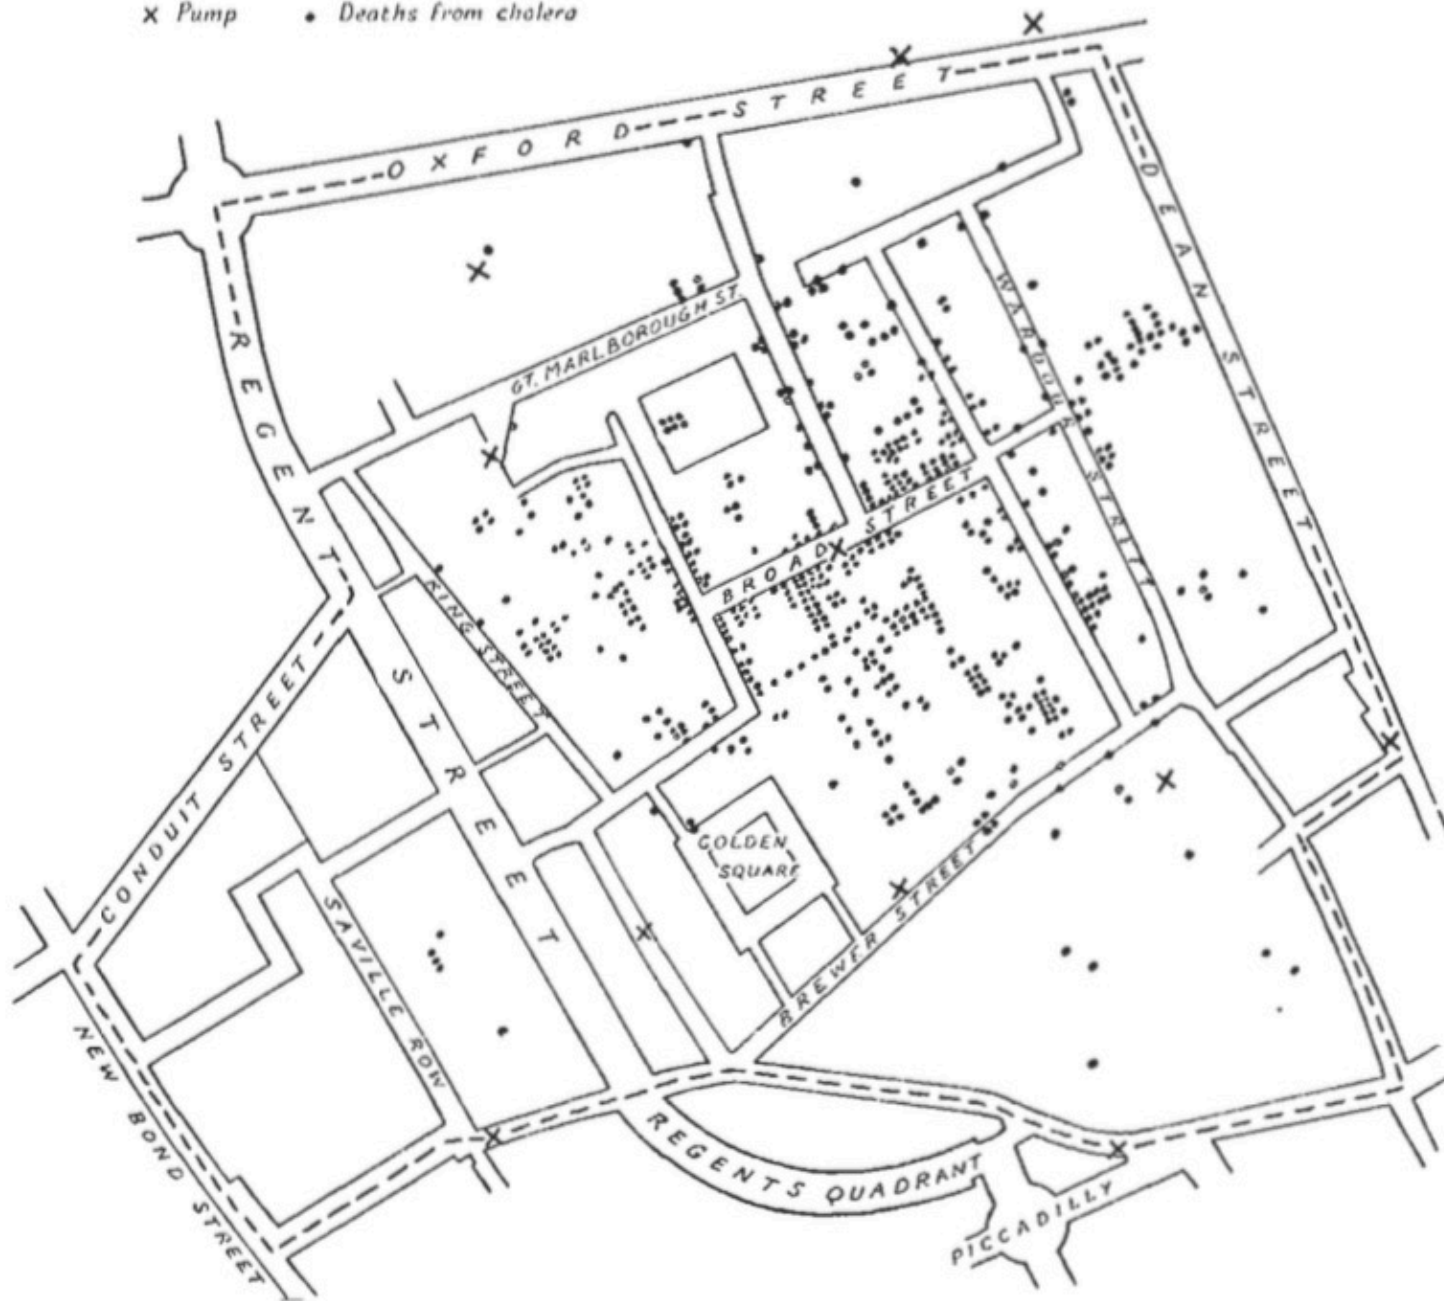 x Pump • Deaths from cholera
OXFORD STREET
DEAN STREET
REGENT STREET
WARDOUR STREET
GT. MARLBOROUGH ST.
BROAD STREET
KING STREET
CONDUIT STREET
GOLDEN
SQUARE
BREWER STREET
SAVILLE ROW
NEW BOND STREET
REGENTS QUADRANT
PICCADILLY